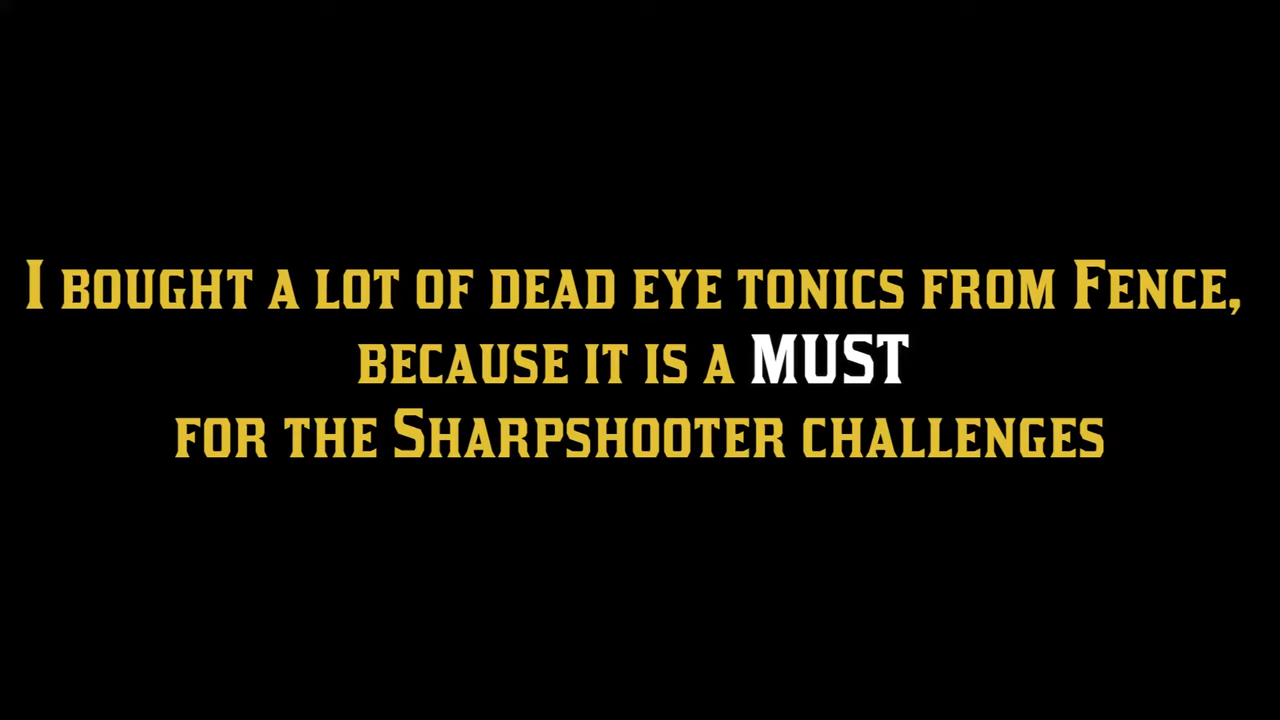 I bought a lot of dead eye tonics from Fence,
because it is a MUST
for the Sharpshooter challenges